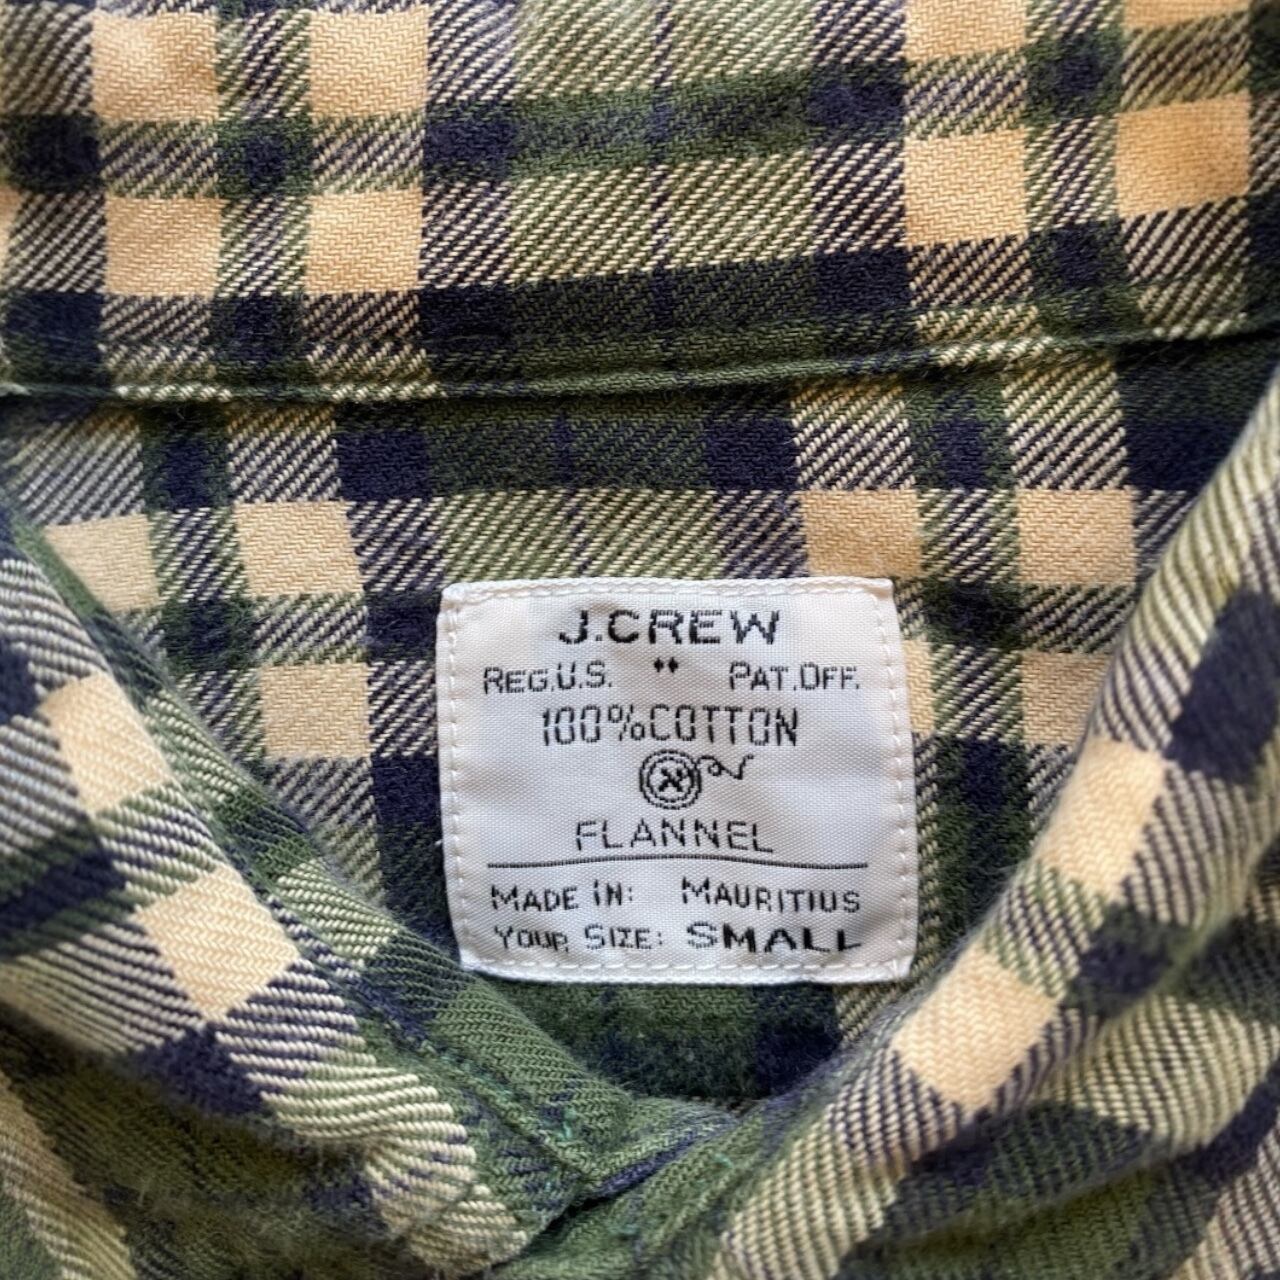 J.CREW
REG.U.S. PAT.OFF.
100% COTTON
FLANNEL
MADE IN: MAURITIUS
YOUR SIZE: SMALL